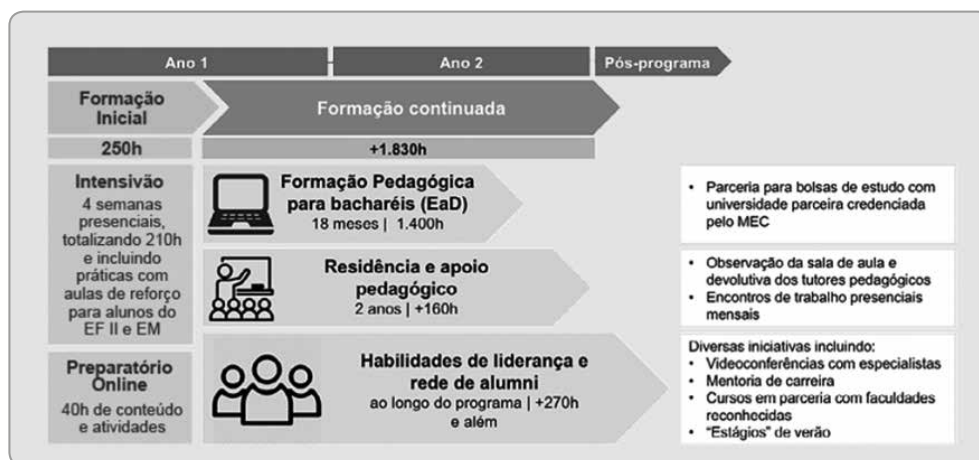 Ano 1
Ano 2
Pós-programa
Formação
Inicial
Formação continuada
250h
+1.830h
Intensivão
4 semanas
presenciais,
totalizando 210h
e incluindo
práticas com
aulas de reforço
para alunos do
EF II e EM
Preparatório
Online
40h de conteúdo
e atividades
Formação Pedagógica
para bacharéis (EaD)
18 meses | 1.400h
Residência e apoio
pedagógico
2 anos | +160h
Habilidades de liderança e
rede de alumni
ao longo do programa | +270h
e além
• Parceria para bolsas de estudo com
universidade parceira credenciada
pelo MEC
• Observação da sala de aula e
devolutiva dos tutores pedagógicos
• Encontros de trabalho presenciais
mensais
Diversas iniciativas incluindo:
• Videoconferências com especialistas
• Mentoria de carreira
• Cursos em parceria com faculdades
reconhecidas
• "Estágios" de verão